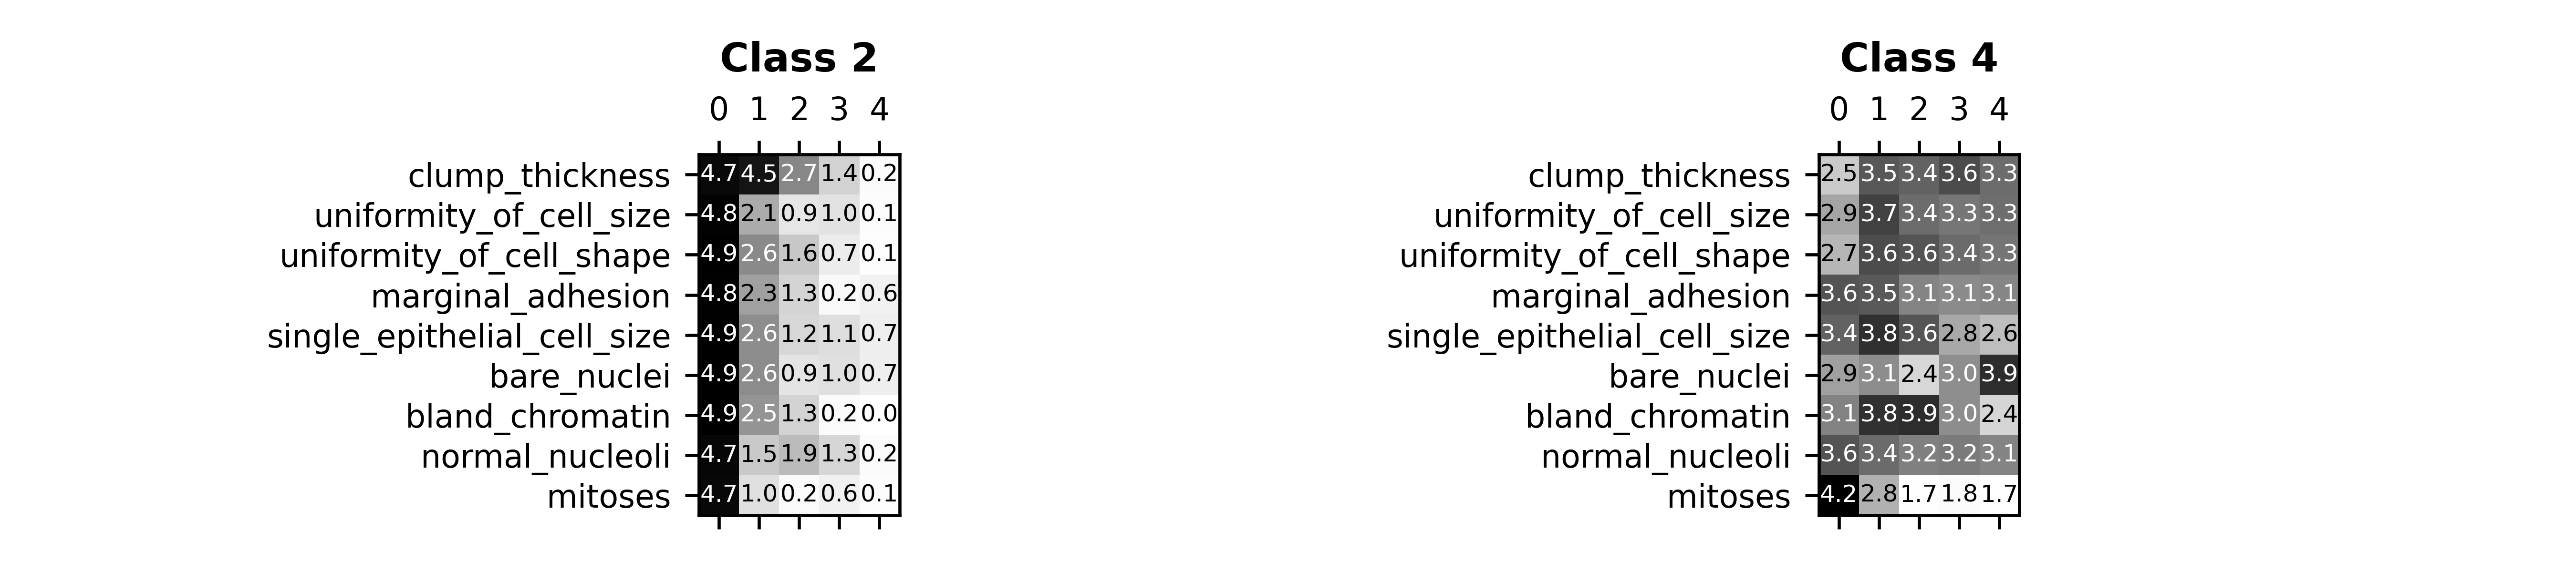 Class 2
0 1 2 3 4
clump_thickness 4.7 4.5 2.7 1.4 0.2
uniformity_of_cell_size 4.8 2.1 0.9 1.0 0.1
uniformity_of_cell_shape 4.9 2.6 1.6 0.7 0.1
marginal_adhesion 4.8 2.3 1.3 0.2 0.6
single_epithelial_cell_size 4.9 2.6 1.2 1.1 0.7
bare_nuclei 4.9 2.6 0.9 1.0 0.7
bland_chromatin 4.9 2.5 1.3 0.2 0.0
normal_nucleoli 4.7 1.5 1.9 1.3 0.2
mitoses 4.7 1.0 0.2 0.6 0.1
Class 4
0 1 2 3 4
clump_thickness 2.5 3.5 3.4 3.6 3.3
uniformity_of_cell_size 2.9 3.7 3.4 3.3 3.3
uniformity_of_cell_shape 2.7 3.6 3.6 3.4 3.3
marginal_adhesion 3.6 3.5 3.1 3.1 3.1
single_epithelial_cell_size 3.4 3.8 3.6 2.8 2.6
bare_nuclei 2.9 3.1 2.4 3.0 3.9
bland_chromatin 3.1 3.8 3.9 3.0 2.4
normal_nucleoli 3.6 3.4 3.2 3.2 3.1
mitoses 4.2 2.8 1.7 1.8 1.7